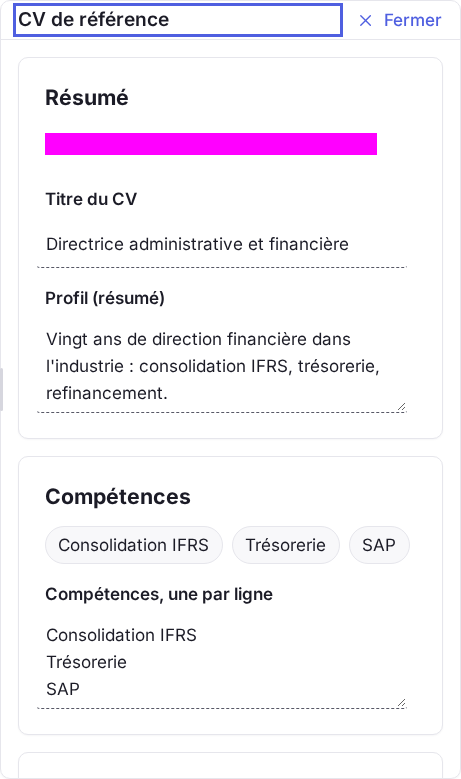 CV de référence
Fermer
Résumé
Titre du CV
Directrice administrative et financière
Profil (résumé)
Vingt ans de direction financière dans
l'industrie : consolidation IFRS, trésorerie,
refinancement.
Compétences
Consolidation IFRS
Trésorerie
SAP
Compétences, une par ligne
Consolidation IFRS
Trésorerie
SAP